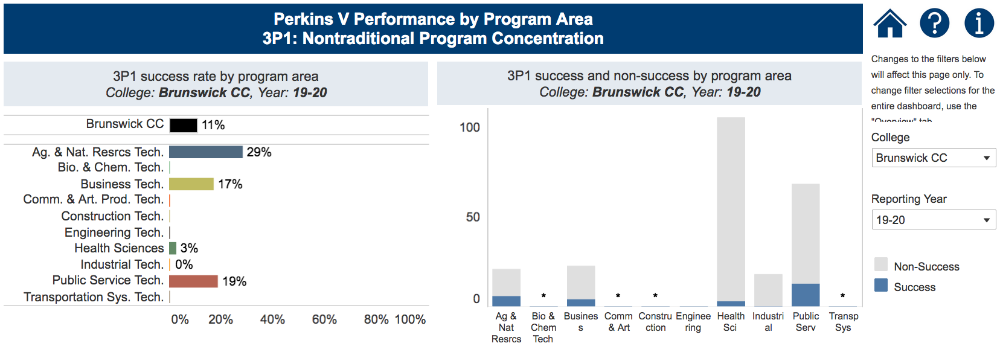 Perkins V Performance by Program Area
3P1: Nontraditional Program Concentration
3P1 success rate by program area
College: Brunswick CC, Year: 19-20
Brunswick CC
11%
Ag. & Nat. Resrcs Tech.
29%
Bio. & Chem. Tech.
Business Tech.
17%
Comm. & Art. Prod. Tech.
Construction Tech.
Engineering Tech.
Health Sciences
3%
Industrial Tech.
0%
Public Service Tech.
19%
Transportation Sys. Tech.
0% 20% 40% 60% 80% 100%
3P1 success and non-success by program area
College: Brunswick CC, Year: 19-20
100
50
0
* * * *
Ag &
Nat
Resrcs
Bio &
Chem
Tech
Busines
s
Comm
& Art
Constru
ction
Enginee
ring
Health
Sci
Industri
al
Public
Serv
Transp
Sys
?
i
Changes to the filters below
will affect this page only. To
change filter selections for the
entire dashboard, use the
"Overview" tab
College
Brunswick CC
Reporting Year
19-20
Non-Success
Success